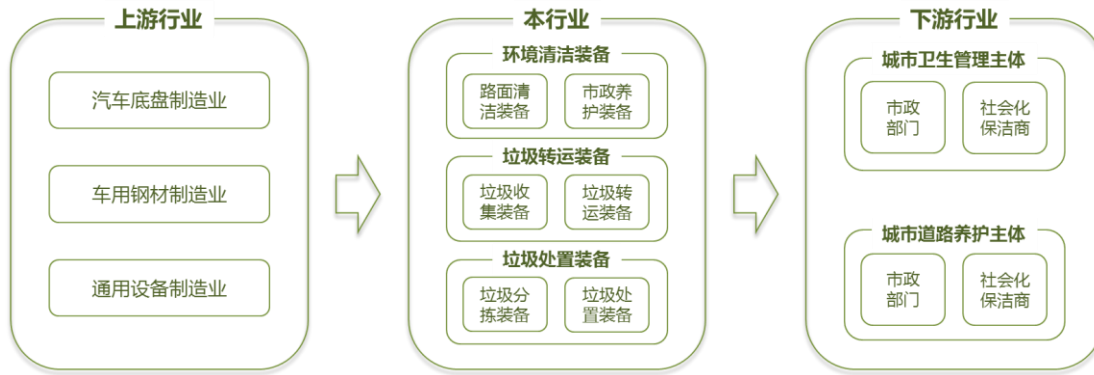 上游行业
汽车底盘制造业
车用钢材制造业
通用设备制造业
本行业
环境清洁装备
路面清
洁装备
市政养
护装备
垃圾转运装备
垃圾收
集装备
垃圾转
运装备
垃圾处置装备
垃圾分
拣装备
垃圾处
置装备
下游行业
城市卫生管理主体
市政
部门
社会化
保洁商
城市道路养护主体
市政
部门
社会化
保洁商